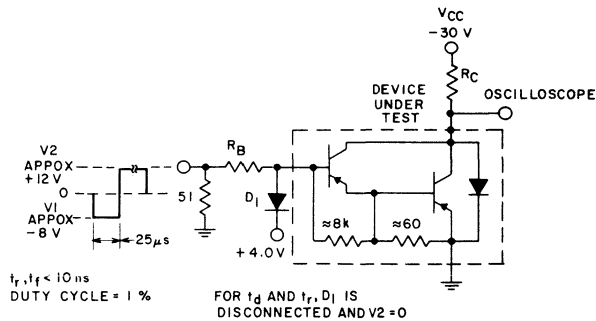 VCC
-30 V
RC
DEVICE
UNDER
TEST
OSCILLOSCOPE
RB
V2
APPOX
+12 V
0
V1
APPOX
-8 V
25μs
51
D1
+4.0V
≈8k
≈60
tr, tf < 10 ns
DUTY CYCLE = 1 %
FOR td AND tr, D1 IS
DISCONNECTED AND V2 = 0